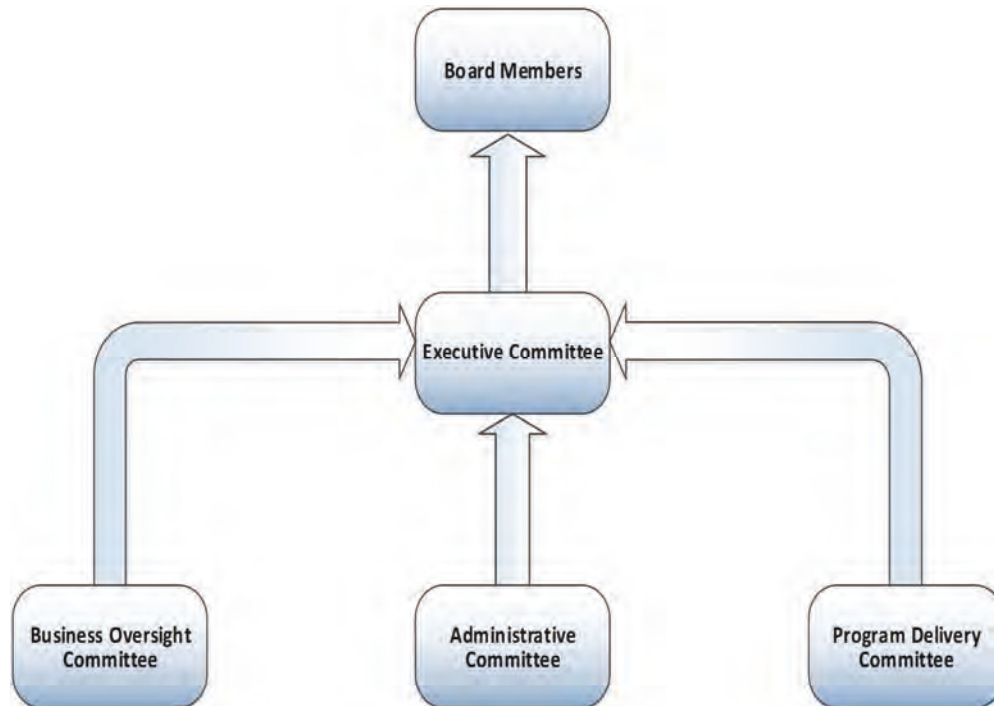 Board Members
Executive Committee
Business Oversight
Committee
Administrative
Committee
Program Delivery
Committee